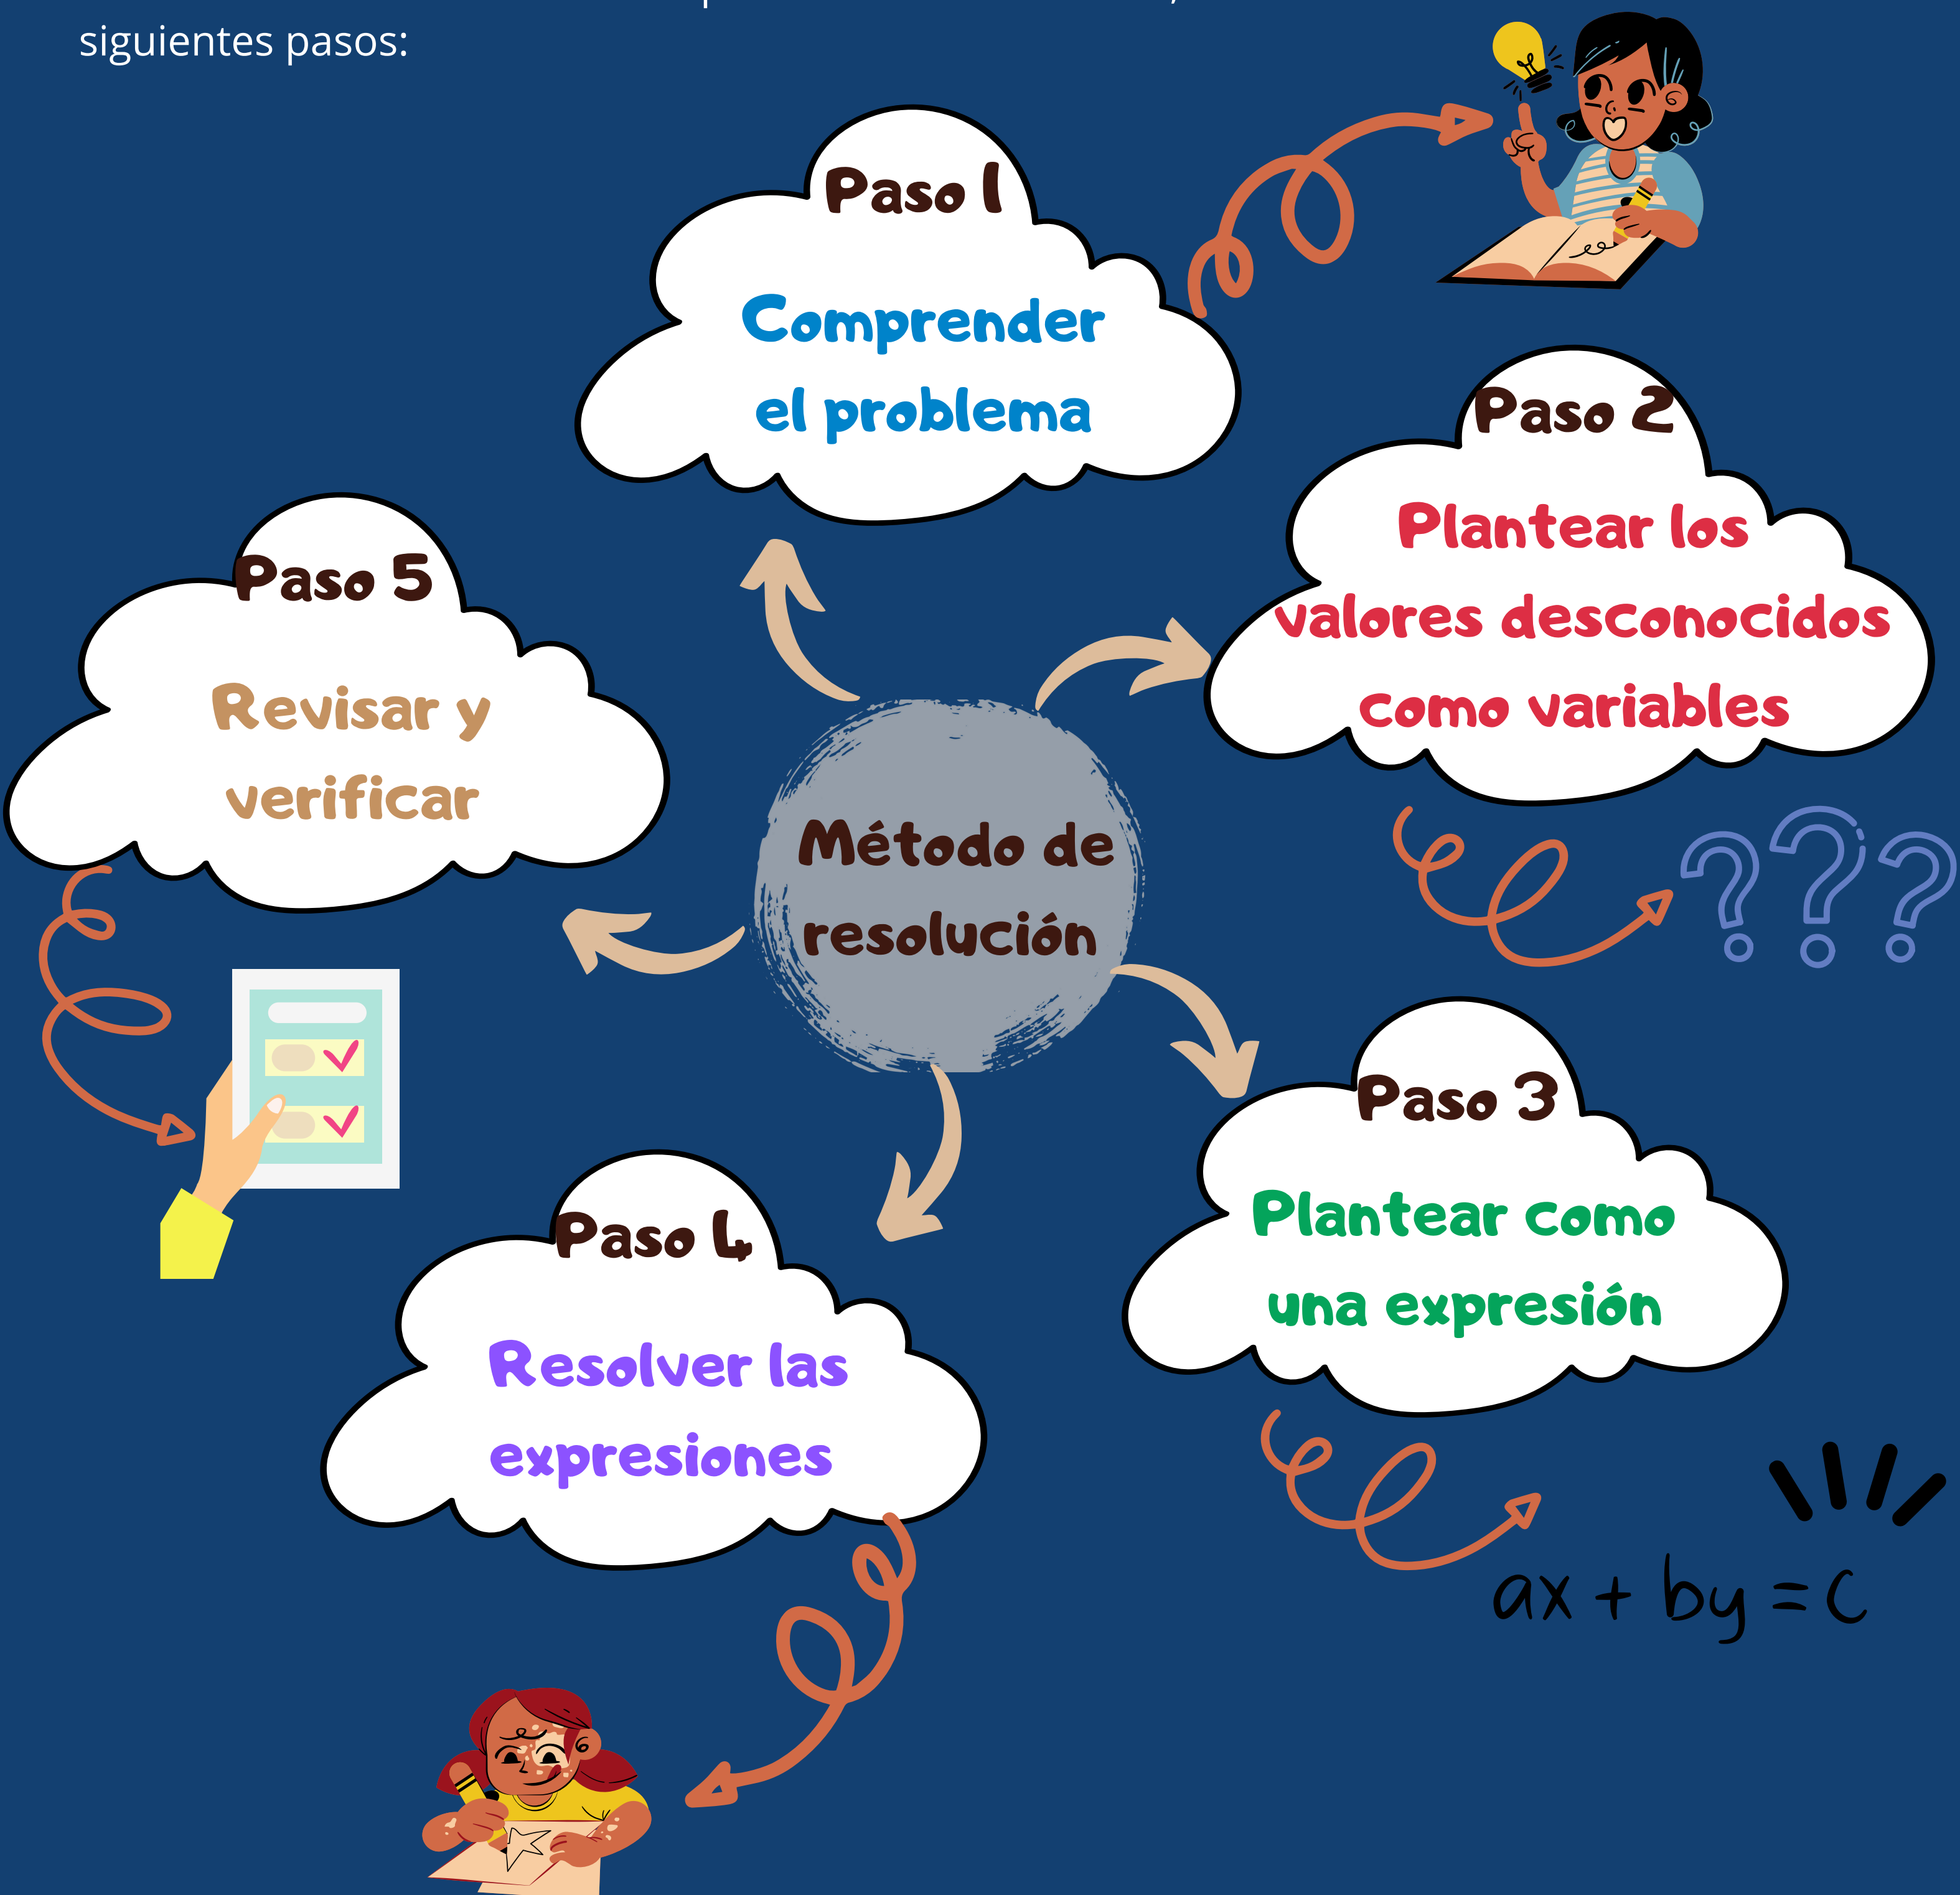 siguientes pasos:
Paso 1
Comprender
el problema
Paso 2
Plantear los
valores desconocidos
como variables
Paso 5
Revisar y
verificar
Método de
resolución
???
Paso 3
Plantear como
una expresión
Paso 4
Resolver las
expresiones
ax + by = c